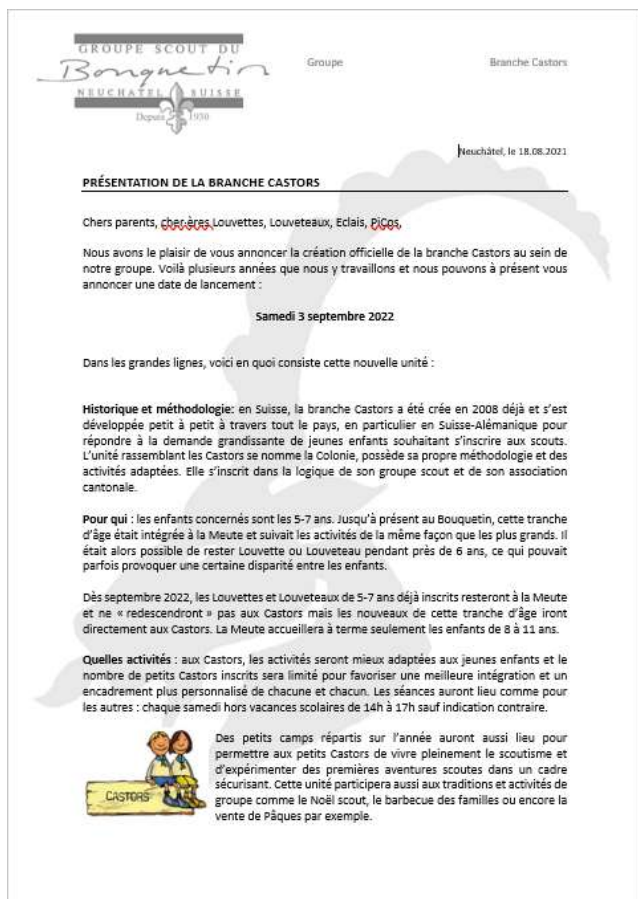 GROUPE SCOUT DU
Bouquetin
NEUCHÂTEL SUISSE
Depuis 1930
Groupe
Branche Castors
Neuchâtel, le 18.08.2021
PRÉSENTATION DE LA BRANCHE CASTORS
Chers parents, cher·ères Louvettes, Louveteaux, Eclais, PiCos,
Nous avons le plaisir de vous annoncer la création officielle de la branche Castors au sein de
notre groupe. Voilà plusieurs années que nous y travaillons et nous pouvons à présent vous
annoncer une date de lancement :
Samedi 3 septembre 2022
Dans les grandes lignes, voici en quoi consiste cette nouvelle unité :
Historique et méthodologie: en Suisse, la branche Castors a été crée en 2008 déjà et s'est
développée petit à petit à travers tout le pays, en particulier en Suisse-Alémanique pour
répondre à la demande grandissante de jeunes enfants souhaitant s'inscrire aux scouts.
L'unité rassemblant les Castors se nomme la Colonie, possède sa propre méthodologie et des
activités adaptées. Elle s'inscrit dans la logique de son groupe scout et de son association
cantonale.
Pour qui : les enfants concernés sont les 5-7 ans. Jusqu'à présent au Bouquetin, cette tranche
d'âge était intégrée à la Meute et suivait les activités de la même façon que les plus grands. Il
était alors possible de rester Louvette ou Louveteau pendant près de 6 ans, ce qui pouvait
parfois provoquer une certaine disparité entre les enfants.
Dès septembre 2022, les Louvettes et Louveteaux de 5-7 ans déjà inscrits resteront à la Meute
et ne « redescendront » pas aux Castors mais les nouveaux de cette tranche d'âge iront
directement aux Castors. La Meute accueillera à terme seulement les enfants de 8 à 11 ans.
Quelles activités : aux Castors, les activités seront mieux adaptées aux jeunes enfants et le
nombre de petits Castors inscrits sera limité pour favoriser une meilleure intégration et un
encadrement plus personnalisé de chacune et chacun. Les séances auront lieu comme pour
les autres : chaque samedi hors vacances scolaires de 14h à 17h sauf indication contraire.
Des petits camps répartis sur l'année auront aussi lieu pour
permettre aux petits Castors de vivre pleinement le scoutisme et
d'expérimenter des premières aventures scoutes dans un cadre
sécurisant. Cette unité participera aussi aux traditions et activités de
groupe comme le Noël scout, le barbecue des familles ou encore la
vente de Pâques par exemple.
CASTORS